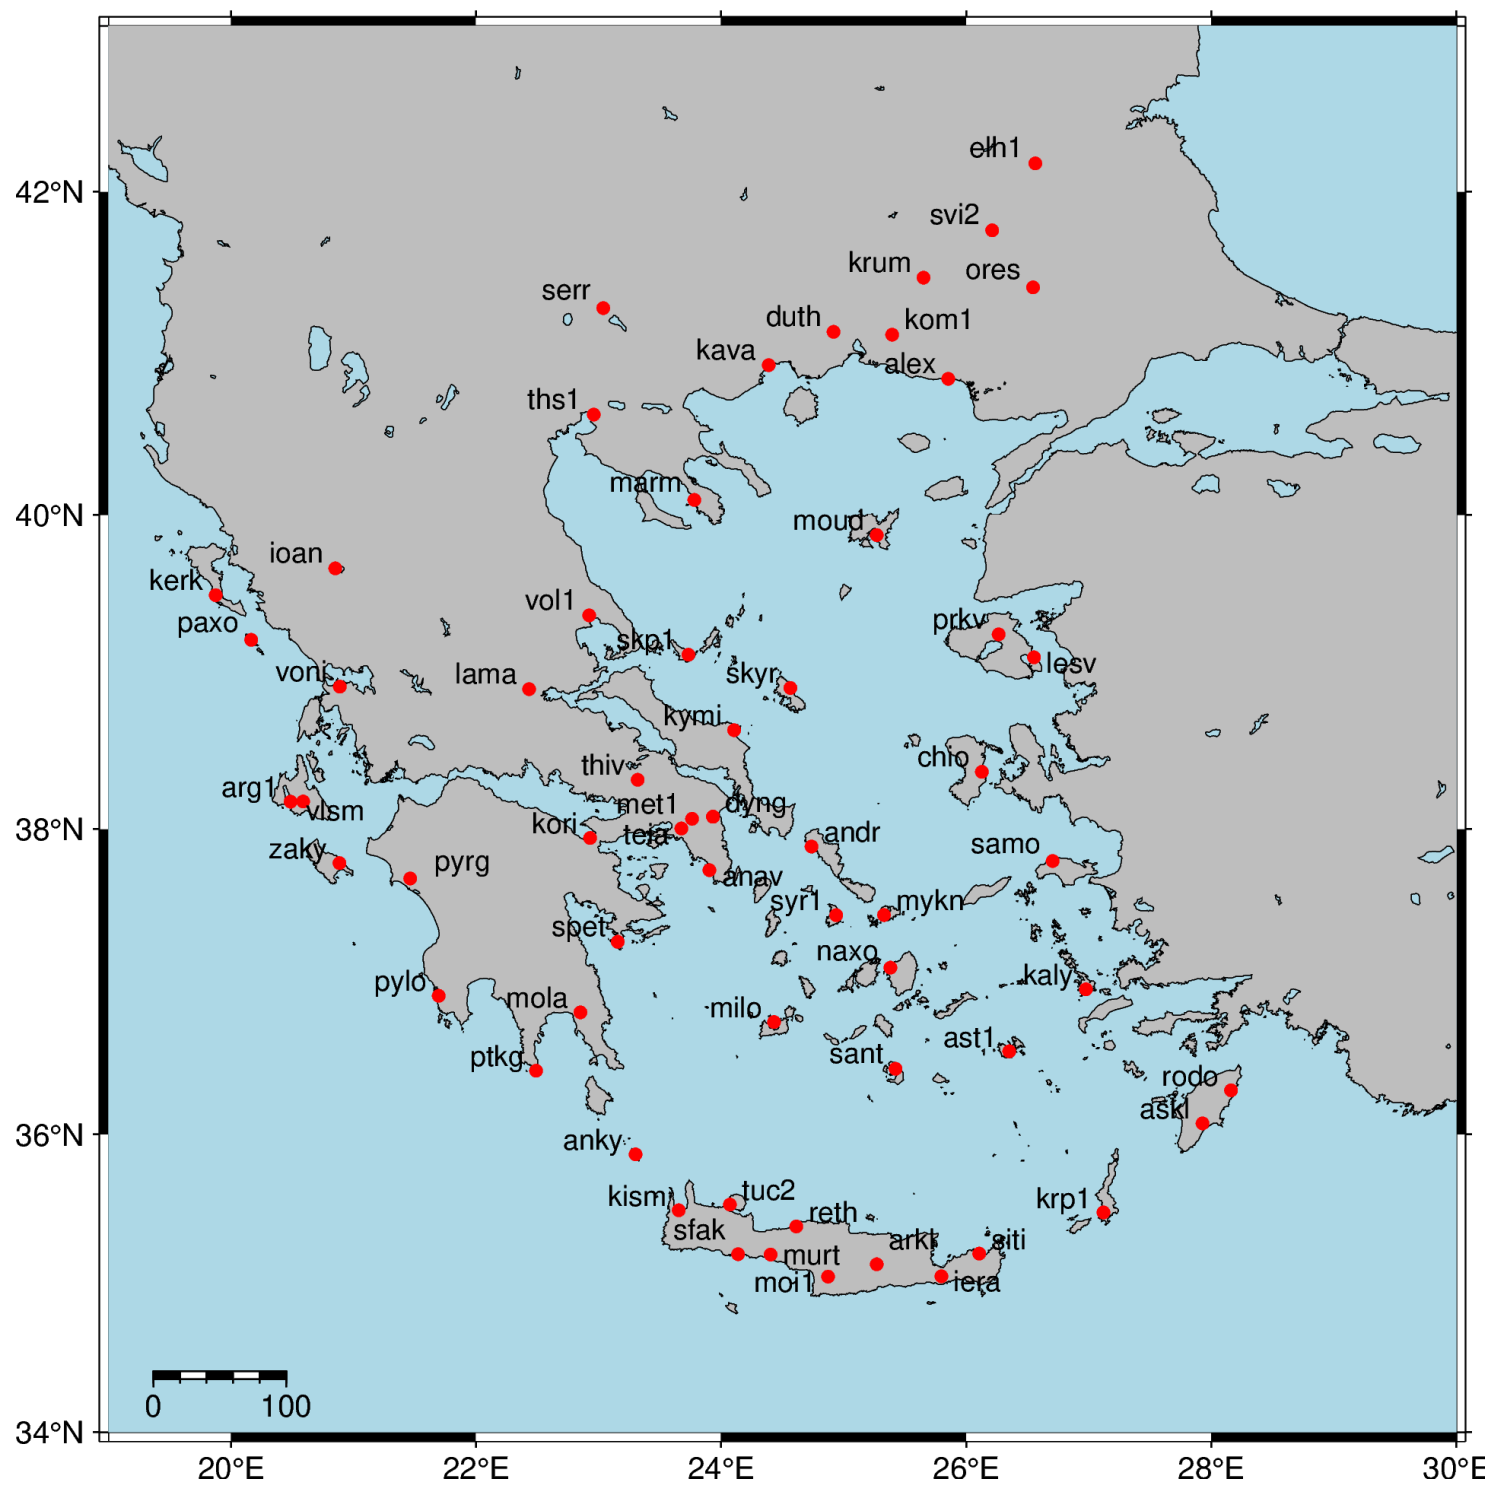 elh1
42°N
svi2
krum
ores
serr
duth
kom1
kava
alex
ths1
marm
40°N
moud
ioan
kerk
vol1
paxo
prkv
skp1
lesv
voni
lama
skyr
kymi
chio
thiv
arg1
met1
dyng
vlsm
38°N
kori
teia
andr
zaky
samo
pyrg
anav
syr1
mykn
spet
naxo
kaly
pylo
mola
milo
ast1
sant
ptkg
rodo
askl
36°N
anky
kism
tuc2
krp1
reth
sfak
arkl
siti
murt
moi1
iera
0 100
34°N
20°E 22°E 24°E 26°E 28°E 30°E